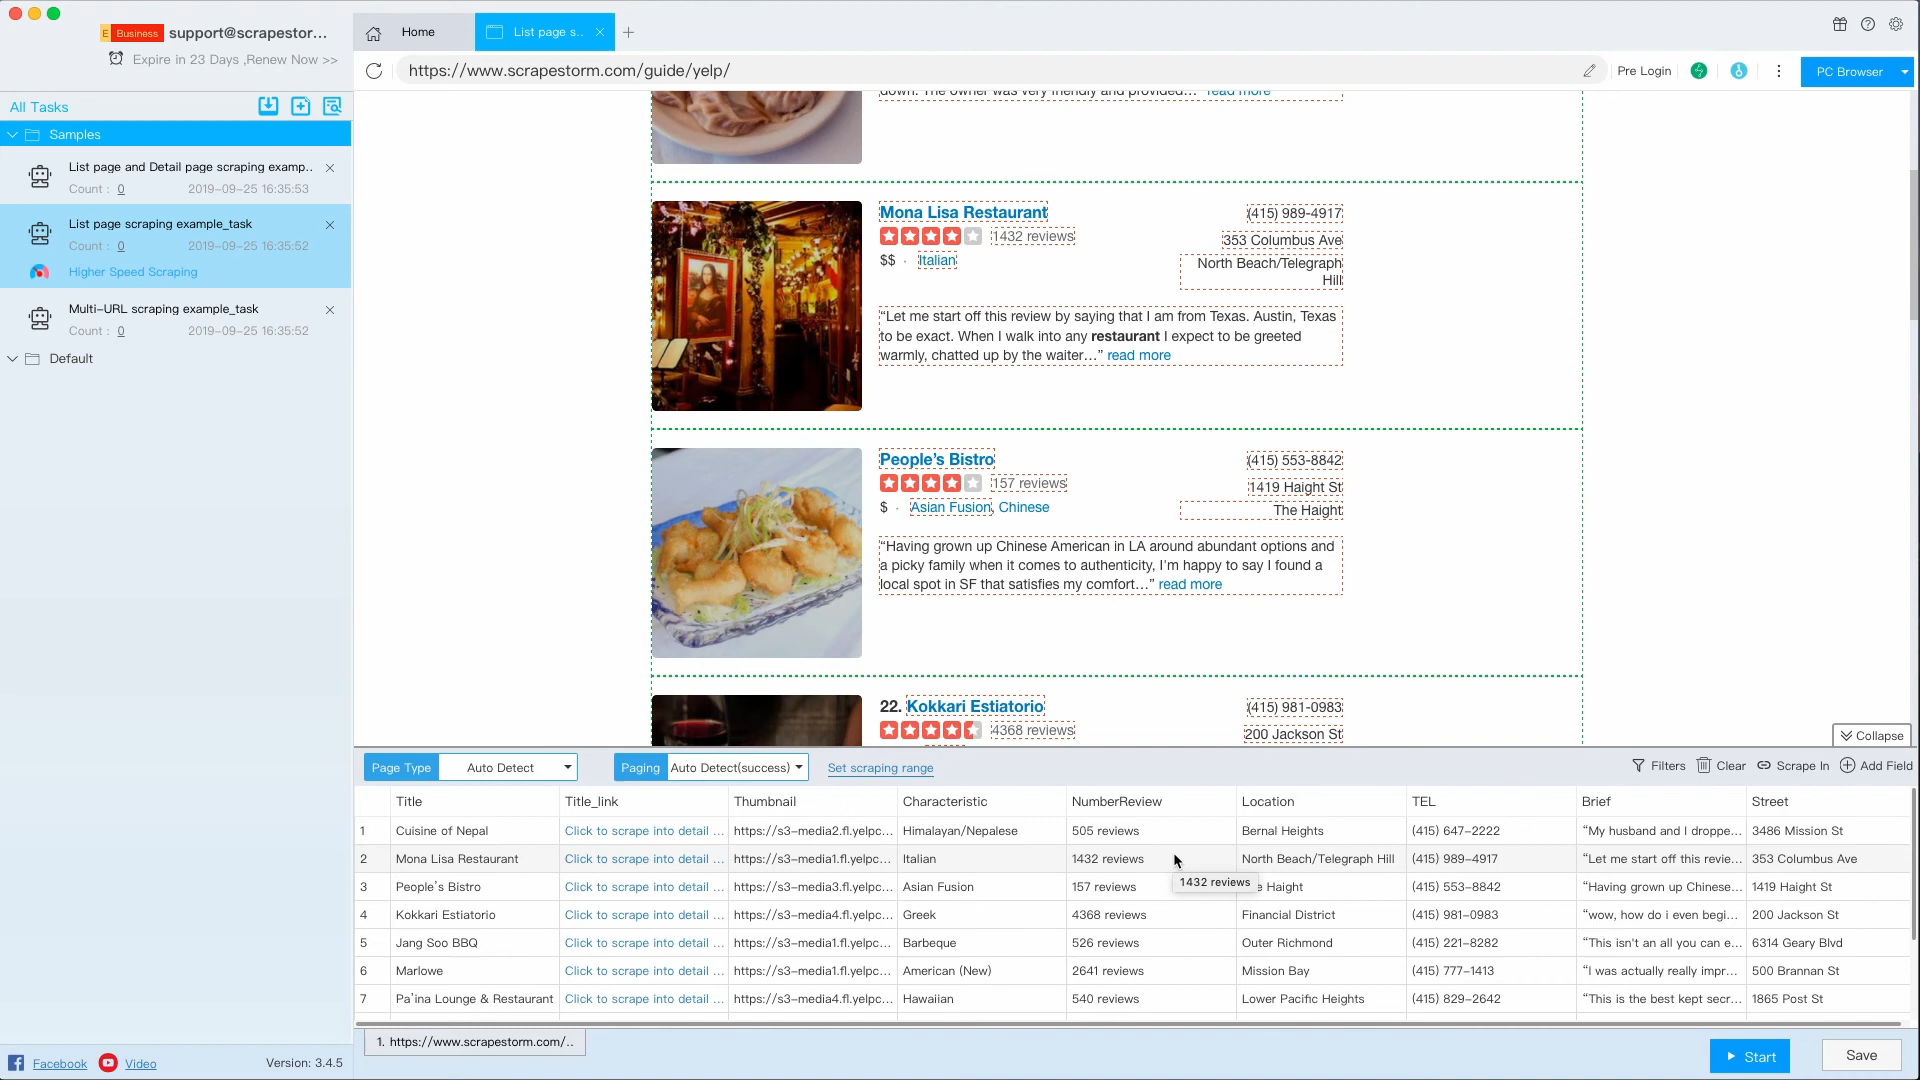 E Business support@scrapestor...
Expire in 23 Days ,Renew Now >>
All Tasks
Samples
List page and Detail page scraping examp..
Count : 0 2019-09-25 16:35:53
List page scraping example_task
Count : 0 2019-09-25 16:35:52
Higher Speed Scraping
Multi-URL scraping example_task
Count : 0 2019-09-25 16:35:52
Default
Facebook Video Version: 3.4.5
Home List page s..
https://www.scrapestorm.com/guide/yelp/ Pre Login PC Browser
down. The owner was very friendly and provided... read more
Mona Lisa Restaurant (415) 989-4917
1432 reviews 353 Columbus Ave
$$ · Italian North Beach/Telegraph
Hill
“Let me start off this review by saying that I am from Texas. Austin, Texas
to be exact. When I walk into any restaurant I expect to be greeted
warmly, chatted up by the waiter…” read more
People’s Bistro (415) 553-8842
157 reviews 1419 Haight St
$ · Asian Fusion, Chinese The Haight
“Having grown up Chinese American in LA around abundant options and
a picky family when it comes to authenticity, I'm happy to say I found a
local spot in SF that satisfies my comfort…” read more
22. Kokkari Estiatorio (415) 981-0983
4368 reviews 200 Jackson St
Collapse
Page Type Auto Detect Paging Auto Detect(success) Set scraping range Filters Clear Scrape In Add Field
Title Title_link Thumbnail Characteristic NumberReview Location TEL Brief Street
1 Cuisine of Nepal Click to scrape into detail ... https://s3-media2.fl.yelpc... Himalayan/Nepalese 505 reviews Bernal Heights (415) 647-2222 “My husband and I droppe... 3486 Mission St
2 Mona Lisa Restaurant Click to scrape into detail ... https://s3-media1.fl.yelpc... Italian 1432 reviews North Beach/Telegraph Hill (415) 989-4917 “Let me start off this revie... 353 Columbus Ave
1432 reviews
3 People’s Bistro Click to scrape into detail ... https://s3-media3.fl.yelpc... Asian Fusion 157 reviews e Haight (415) 553-8842 “Having grown up Chinese... 1419 Haight St
4 Kokkari Estiatorio Click to scrape into detail ... https://s3-media4.fl.yelpc... Greek 4368 reviews Financial District (415) 981-0983 “wow, how do i even begi... 200 Jackson St
5 Jang Soo BBQ Click to scrape into detail ... https://s3-media1.fl.yelpc... Barbeque 526 reviews Outer Richmond (415) 221-8282 “This isn't an all you can e... 6314 Geary Blvd
6 Marlowe Click to scrape into detail ... https://s3-media1.fl.yelpc... American (New) 2641 reviews Mission Bay (415) 777-1413 “I was actually really impr... 500 Brannan St
7 Pa’ina Lounge & Restaurant Click to scrape into detail ... https://s3-media4.fl.yelpc... Hawaiian 540 reviews Lower Pacific Heights (415) 829-2642 “This is the best kept secr... 1865 Post St
1. https://www.scrapestorm.com/..
Start Save